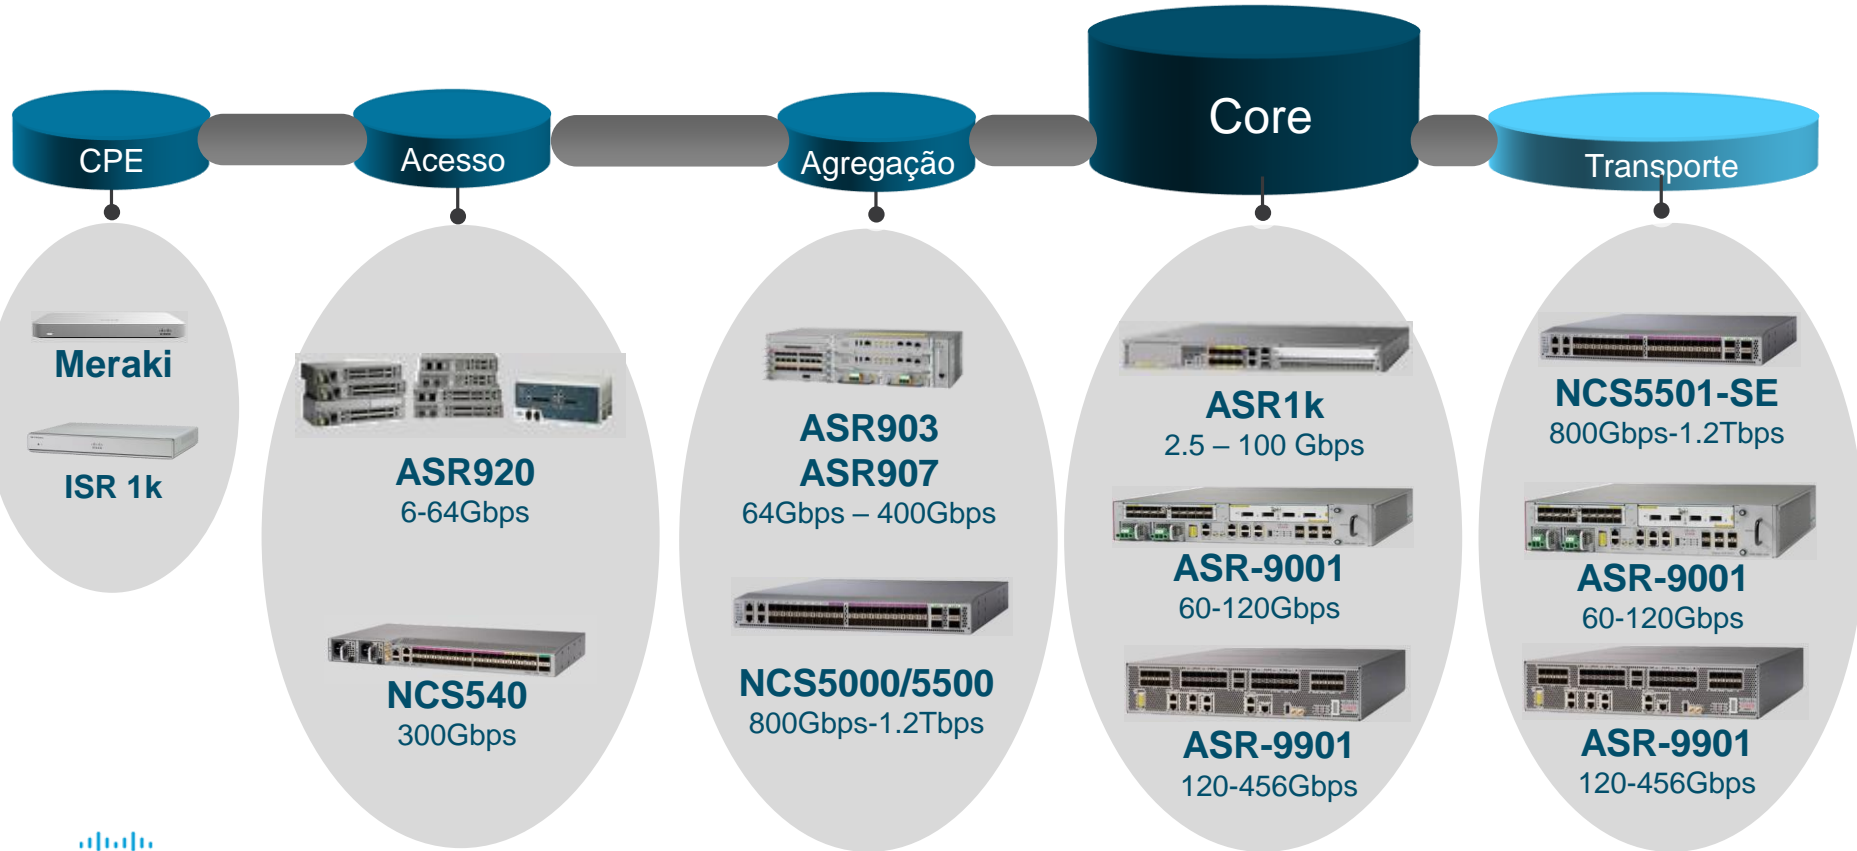 CPE
Acesso
Agregação
Core
Transporte
Meraki
ISR 1k
ASR920
6-64Gbps
NCS540
300Gbps
ASR903
ASR907
64Gbps – 400Gbps
NCS5000/5500
800Gbps-1.2Tbps
ASR1k
2.5 – 100 Gbps
ASR-9001
60-120Gbps
ASR-9901
120-456Gbps
NCS5501-SE
800Gbps-1.2Tbps
ASR-9001
60-120Gbps
ASR-9901
120-456Gbps